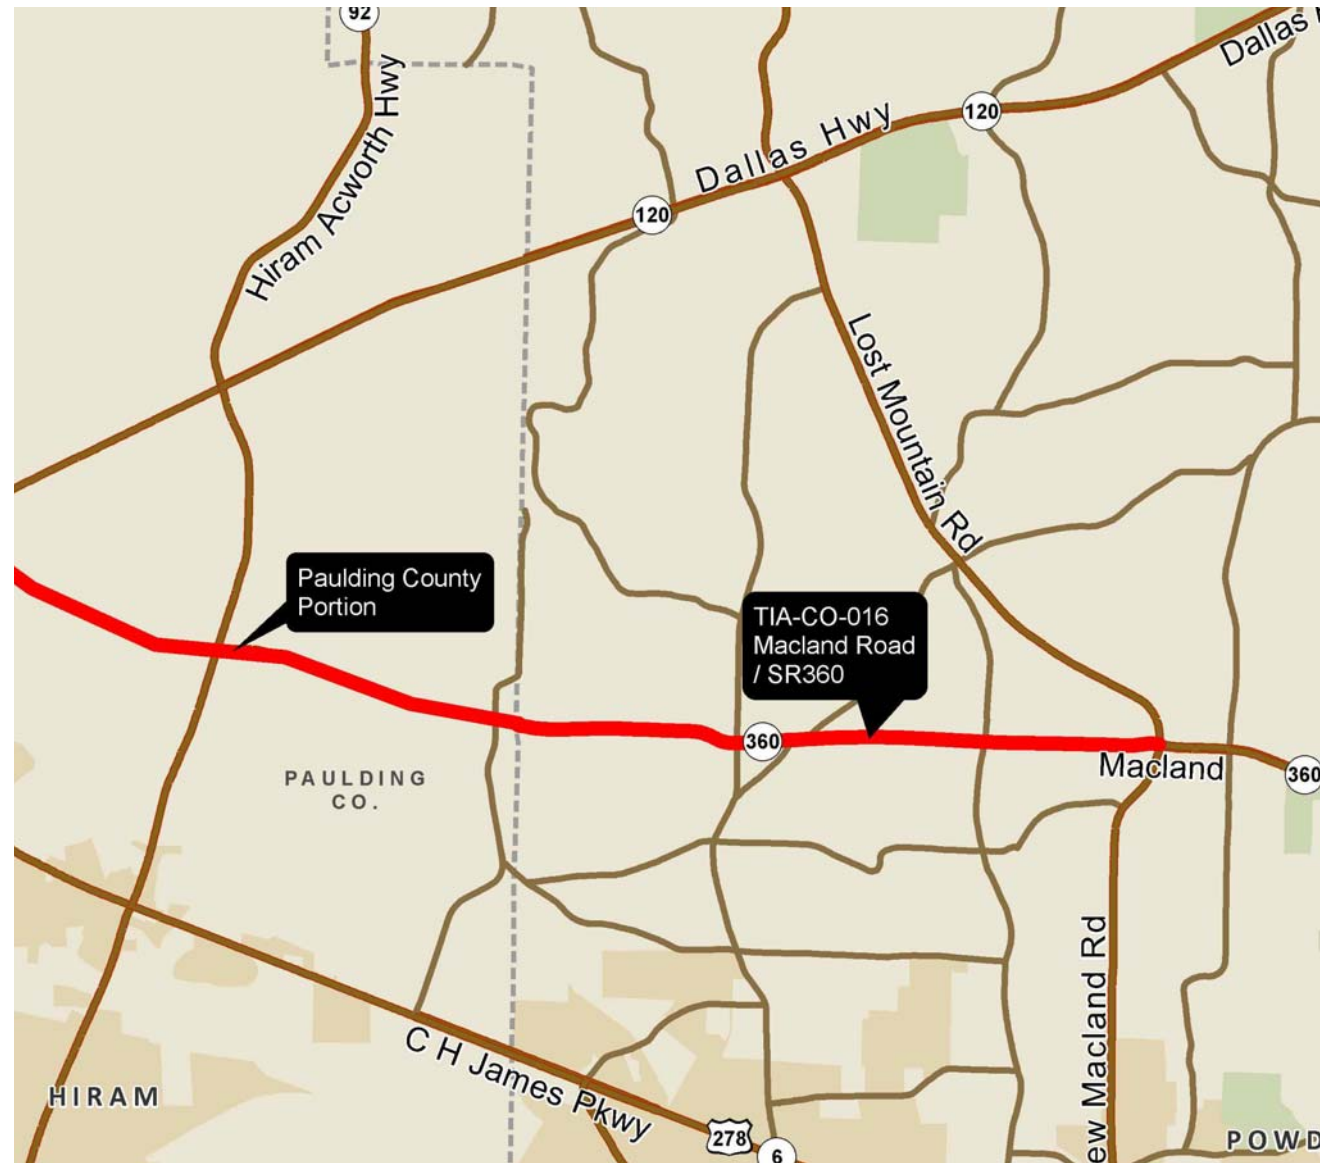 92
Hiram Acworth Hwy
Dallas Hwy
120
120
Dallas
Lost Mountain Rd
Paulding County
Portion
TIA-CO-016
Macland Road
/ SR360
360
Macland
360
PAULDING
CO.
C H James Pkwy
HIRAM
278
6
ew Macland Rd
POWD